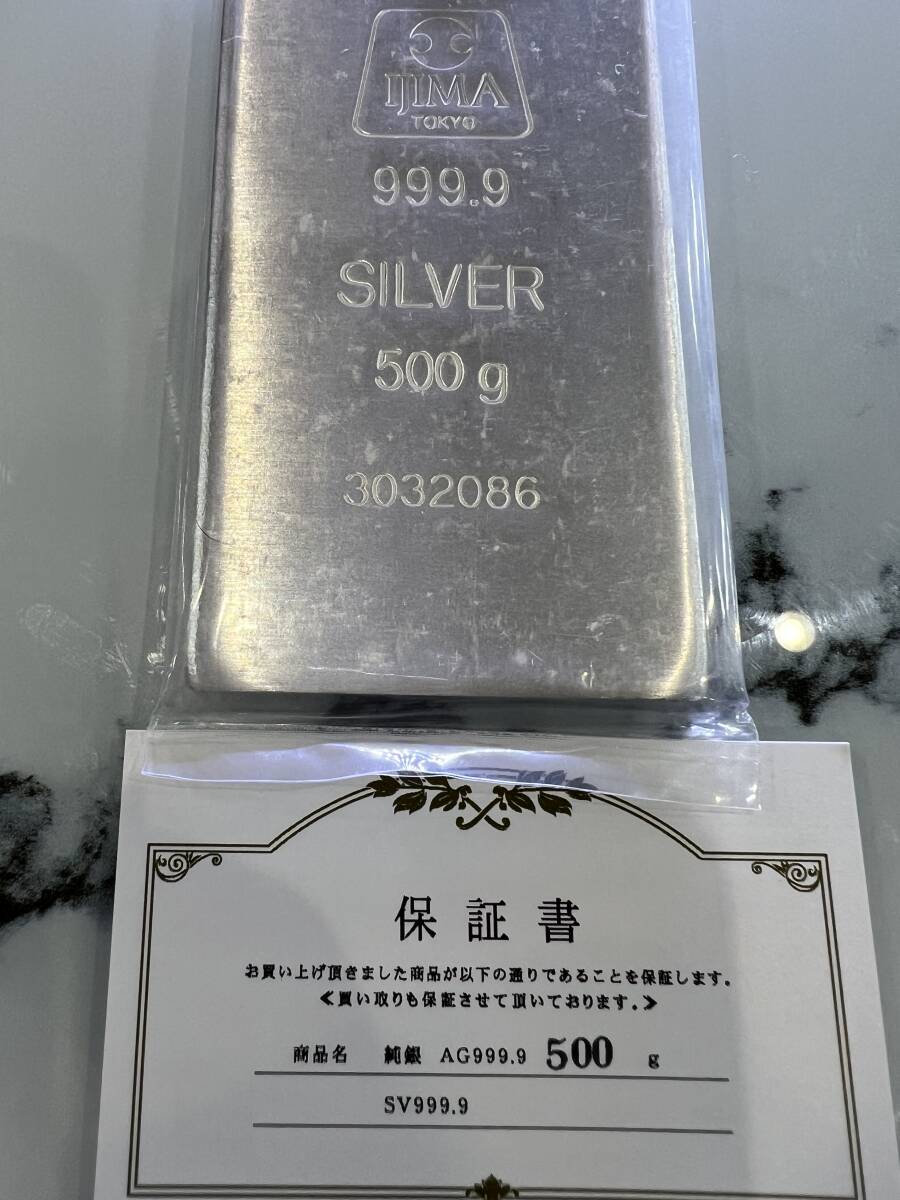 IJIMA
TOKYO
999.9
SILVER
500 g
3032086
保証書
お買い上げ頂きました商品が以下の通りであることを保証します。
≪買い取りも保証させて頂いております。≫
商品名 純銀 AG999.9 500 g
SV999.9